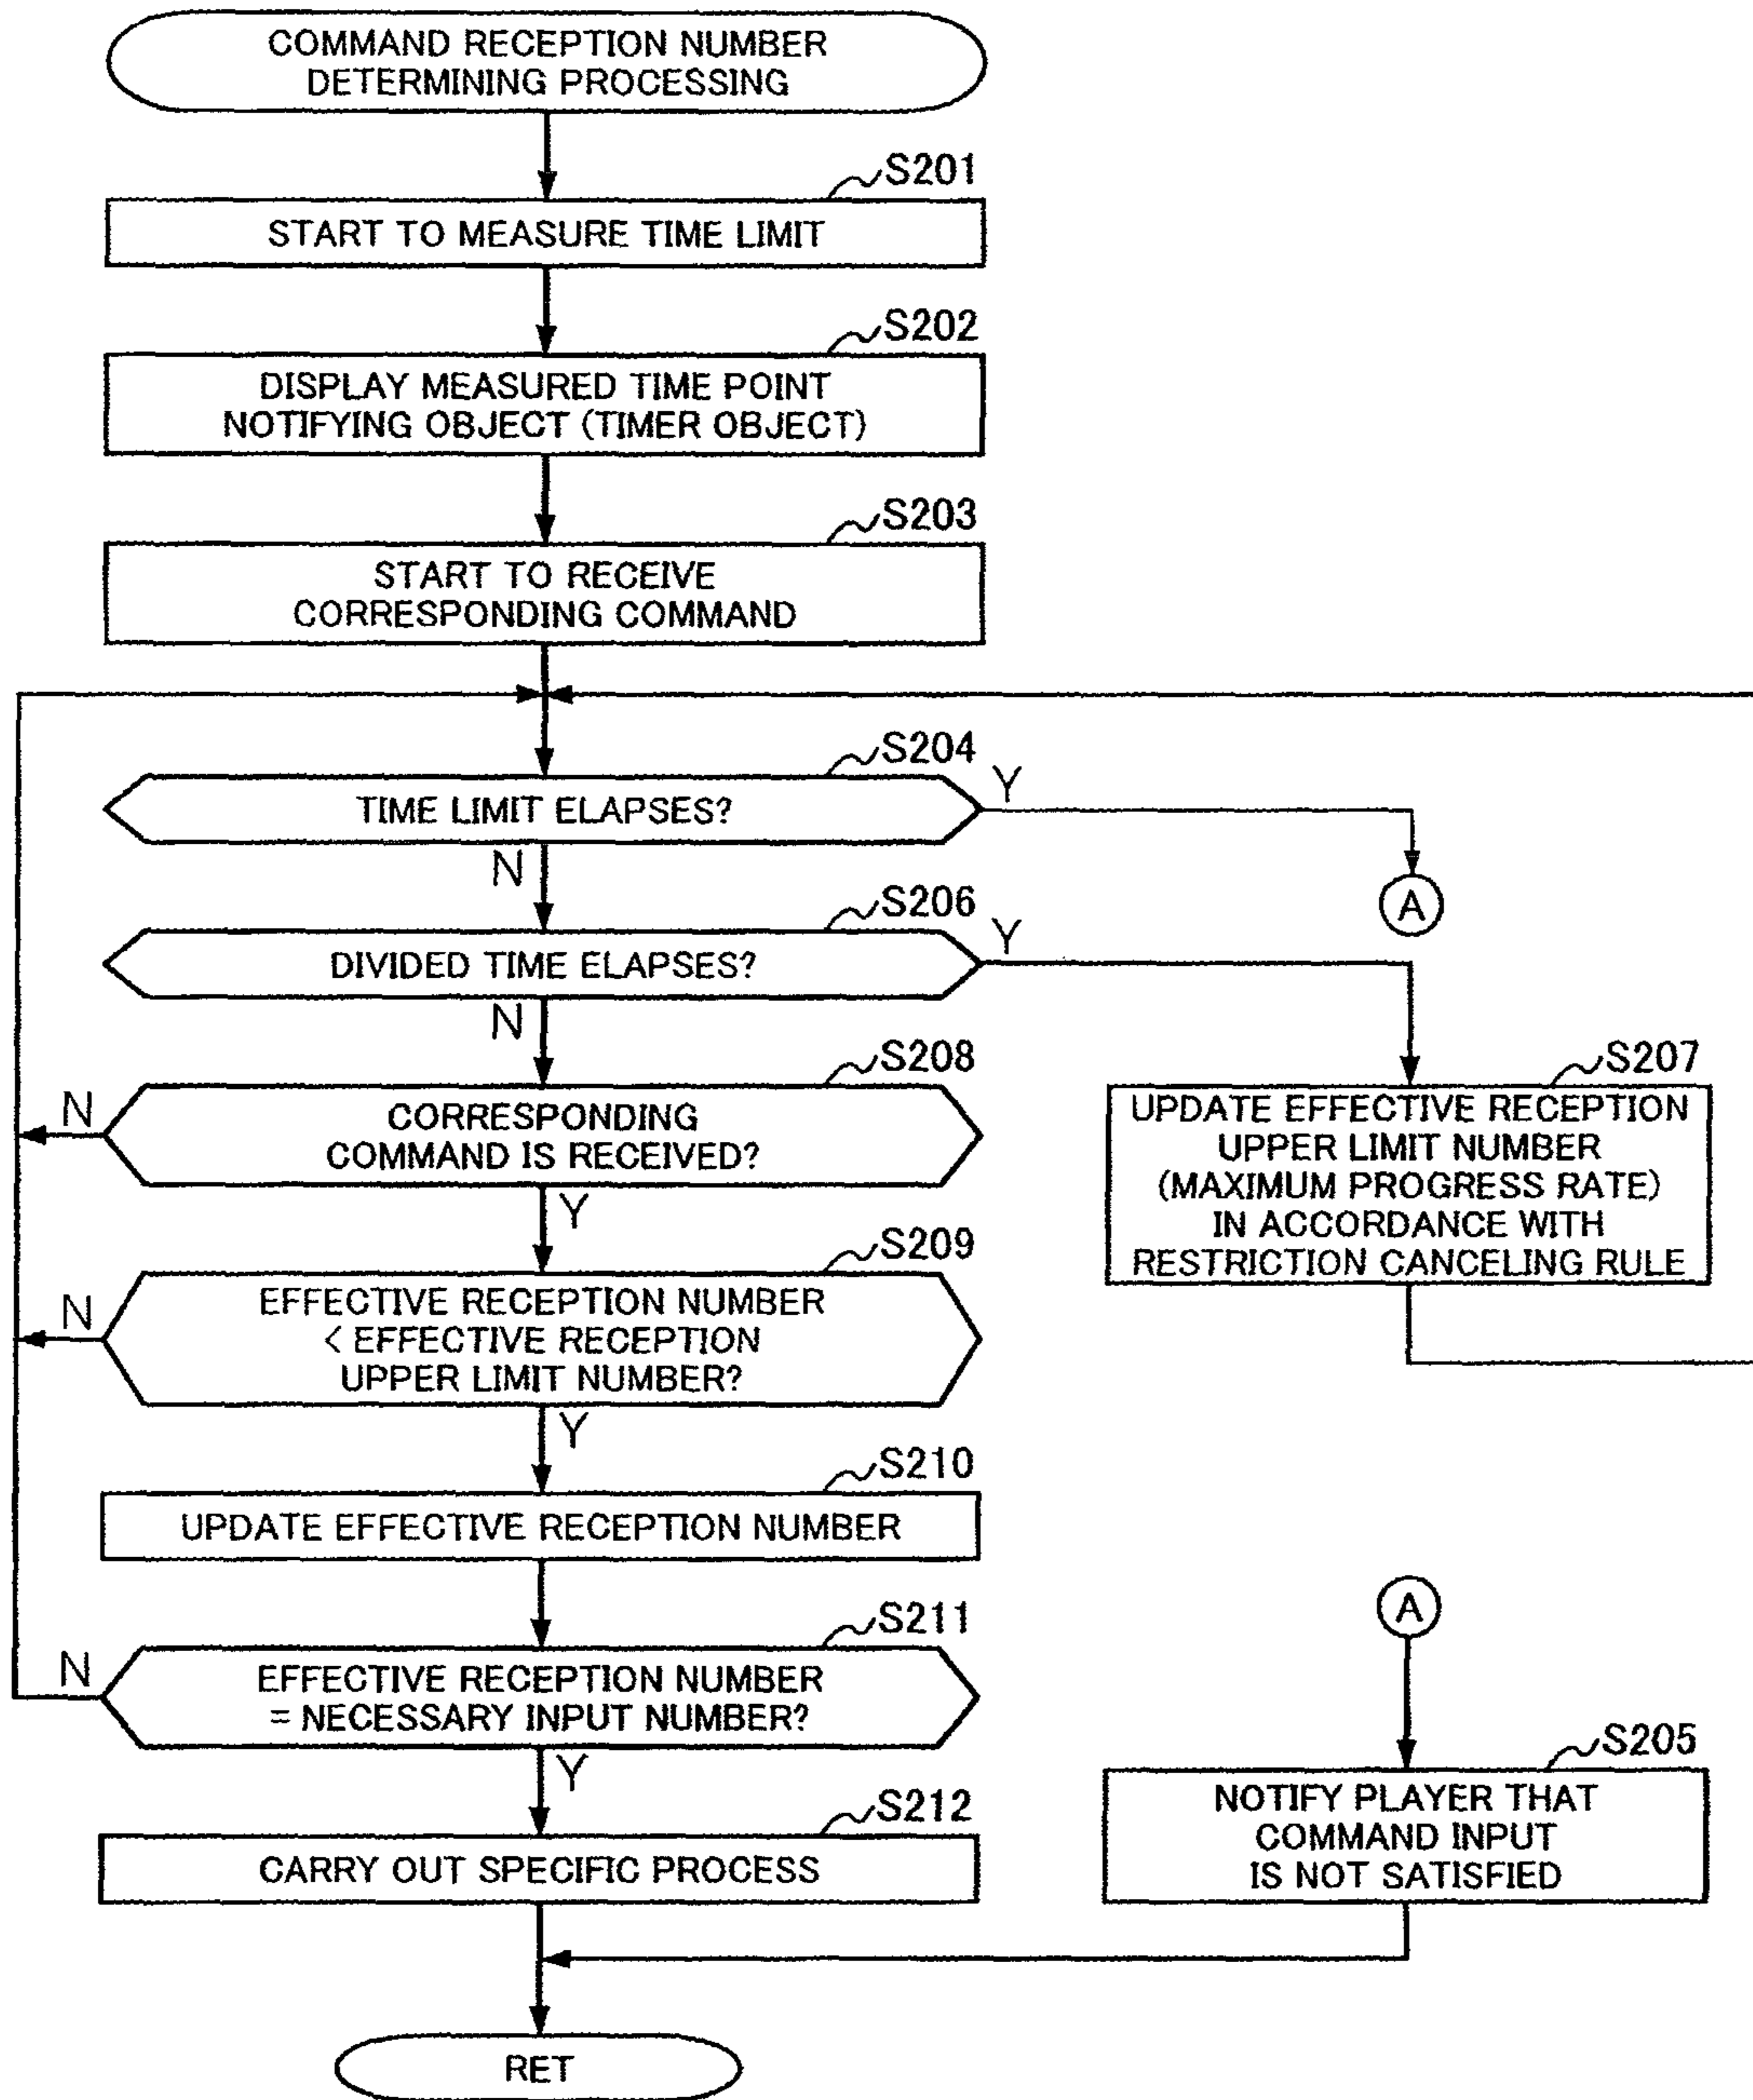 COMMAND RECEPTION NUMBER
DETERMINING PROCESSING
S201
START TO MEASURE TIME LIMIT
S202
DISPLAY MEASURED TIME POINT
NOTIFYING OBJECT (TIMER OBJECT)
S203
START TO RECEIVE
CORRESPONDING COMMAND
S204
TIME LIMIT ELAPSES?
Y
N
A
S206
DIVIDED TIME ELAPSES?
Y
N
S207
UPDATE EFFECTIVE RECEPTION
UPPER LIMIT NUMBER
(MAXIMUM PROGRESS RATE)
IN ACCORDANCE WITH
RESTRICTION CANCELING RULE
S208
CORRESPONDING
COMMAND IS RECEIVED?
N
Y
S209
EFFECTIVE RECEPTION NUMBER
< EFFECTIVE RECEPTION
UPPER LIMIT NUMBER?
N
Y
S210
UPDATE EFFECTIVE RECEPTION NUMBER
S211
EFFECTIVE RECEPTION NUMBER
= NECESSARY INPUT NUMBER?
N
Y
S212
CARRY OUT SPECIFIC PROCESS
A
S205
NOTIFY PLAYER THAT
COMMAND INPUT
IS NOT SATISFIED
RET